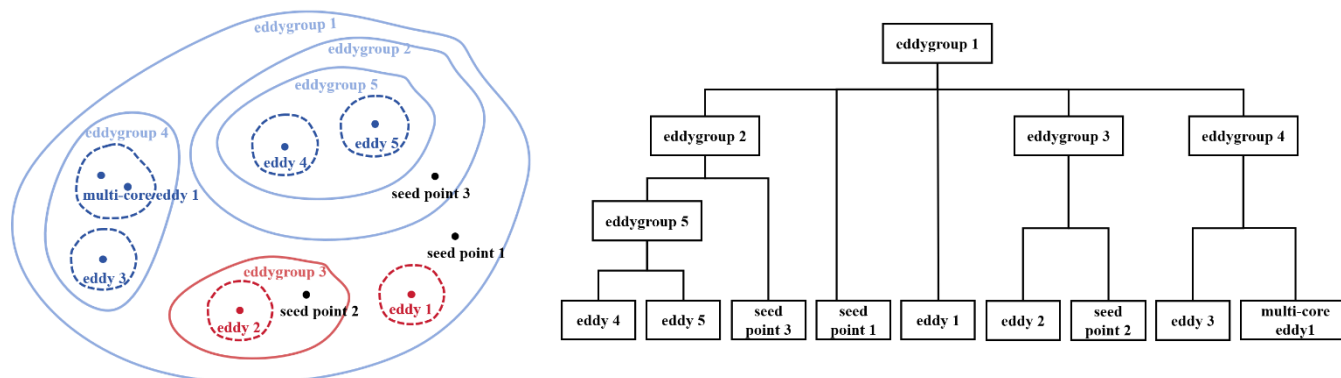 eddygroup 1
eddygroup 2
eddygroup 5
eddygroup 4
eddy 5
eddy 4
multi-core eddy 1
seed point 3
seed point 1
eddy 3
eddygroup 3
seed point 2
eddy 1
eddy 2
eddygroup 1
eddygroup 2
eddygroup 3
eddygroup 4
eddygroup 5
eddy 4
eddy 5
seed
point 3
seed
point 1
eddy 1
eddy 2
seed
point 2
eddy 3
multi-core
eddy1